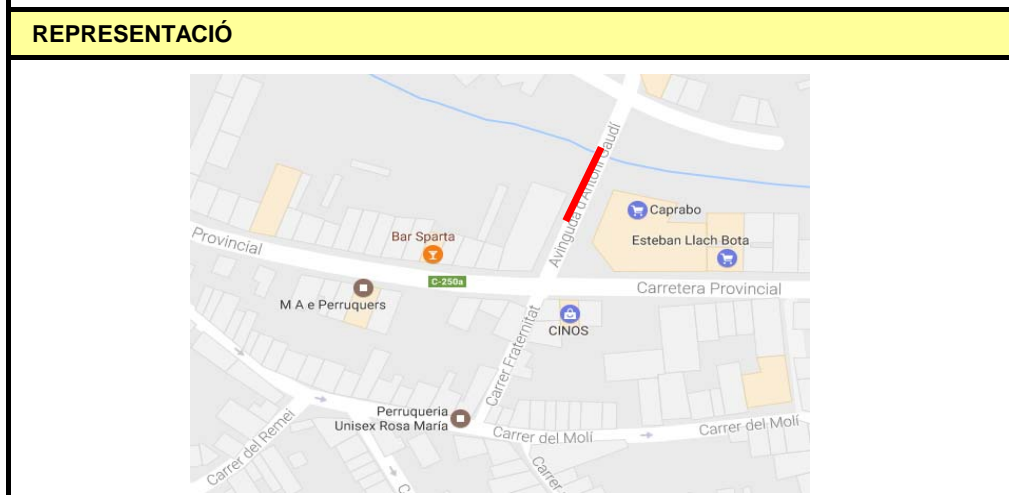 REPRESENTACIÓ
Avinguda d'Antoni Gaudí
Caprabo
Provincial
Bar Sparta
Esteban Llach Bota
C-250a
Carretera Provincial
M A e Perruquers
CINOS
Carrer Fraternitat
Perruqueria
Unisex Rosa María
Carrer del Remei
Carrer del Molí
Carrer del Molí
Carrer
C